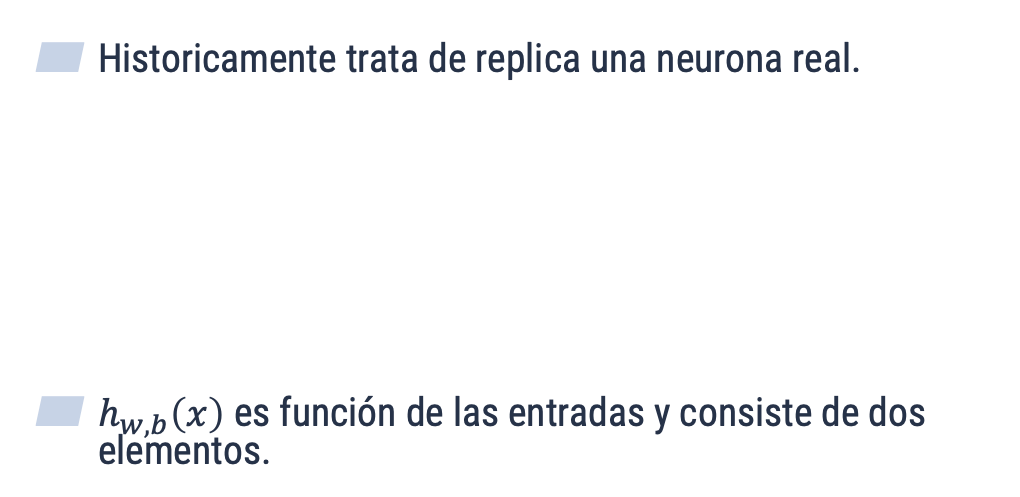 Historicamente trata de replica una neurona real.
h_{w,b}(x) es función de las entradas y consiste de dos
elementos.